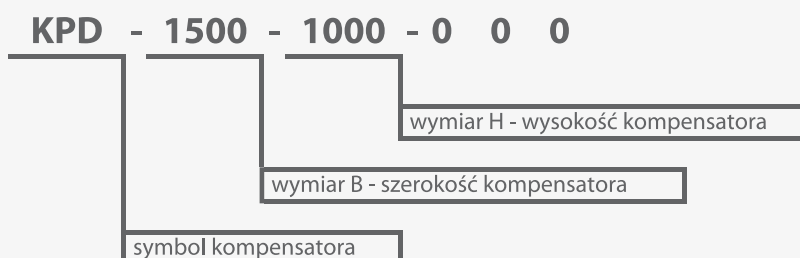 KPD - 1500 - 1000 - 0 0 0
wymiar H - wysokość kompensatora
wymiar B - szerokość kompensatora
symbol kompensatora